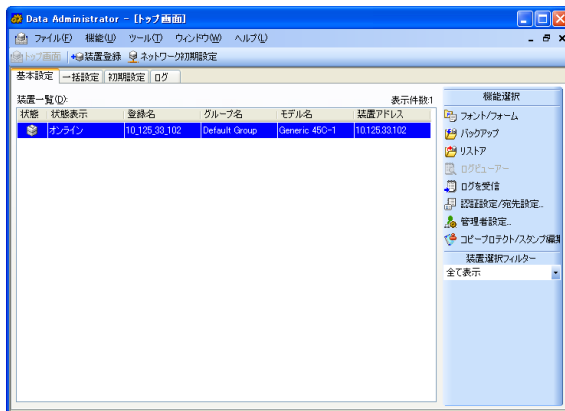 Data Administrator - [トップ画面]
ファイル(F) 機能(U) ツール(T) ウィンドウ(W) ヘルプ(L)
トップ画面 装置登録 ネットワーク初期設定
基本設定 一括設定 初期設定 ログ
装置一覧(D): 表示件数:1
状態 状態表示 登録名 グループ名 モデル名 装置アドレス
オンライン 10_125_33_102 Default Group Generic 45C-1 10.125.33.102
機能選択
フォント/フォーム
バックアップ
リストア
ログビューアー
ログを受信
認証設定/宛先設定..
管理者設定..
コピープロテクト/スタンプ編集
装置選択フィルター
全て表示